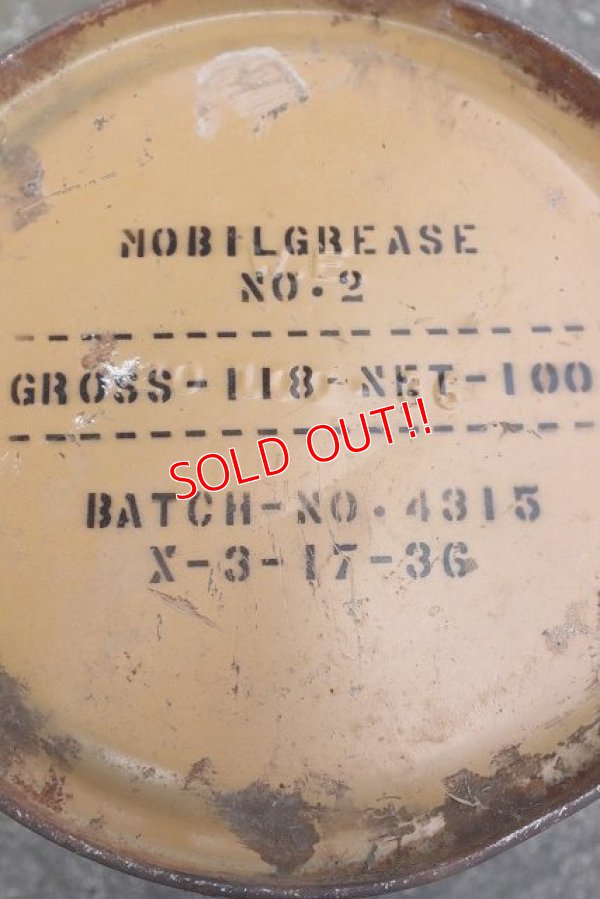 MOBILGREASE
NO. 2
GROSS-118-NET-100
SOLD OUT!!
BATCH-NO. 4315
X-3-17-36